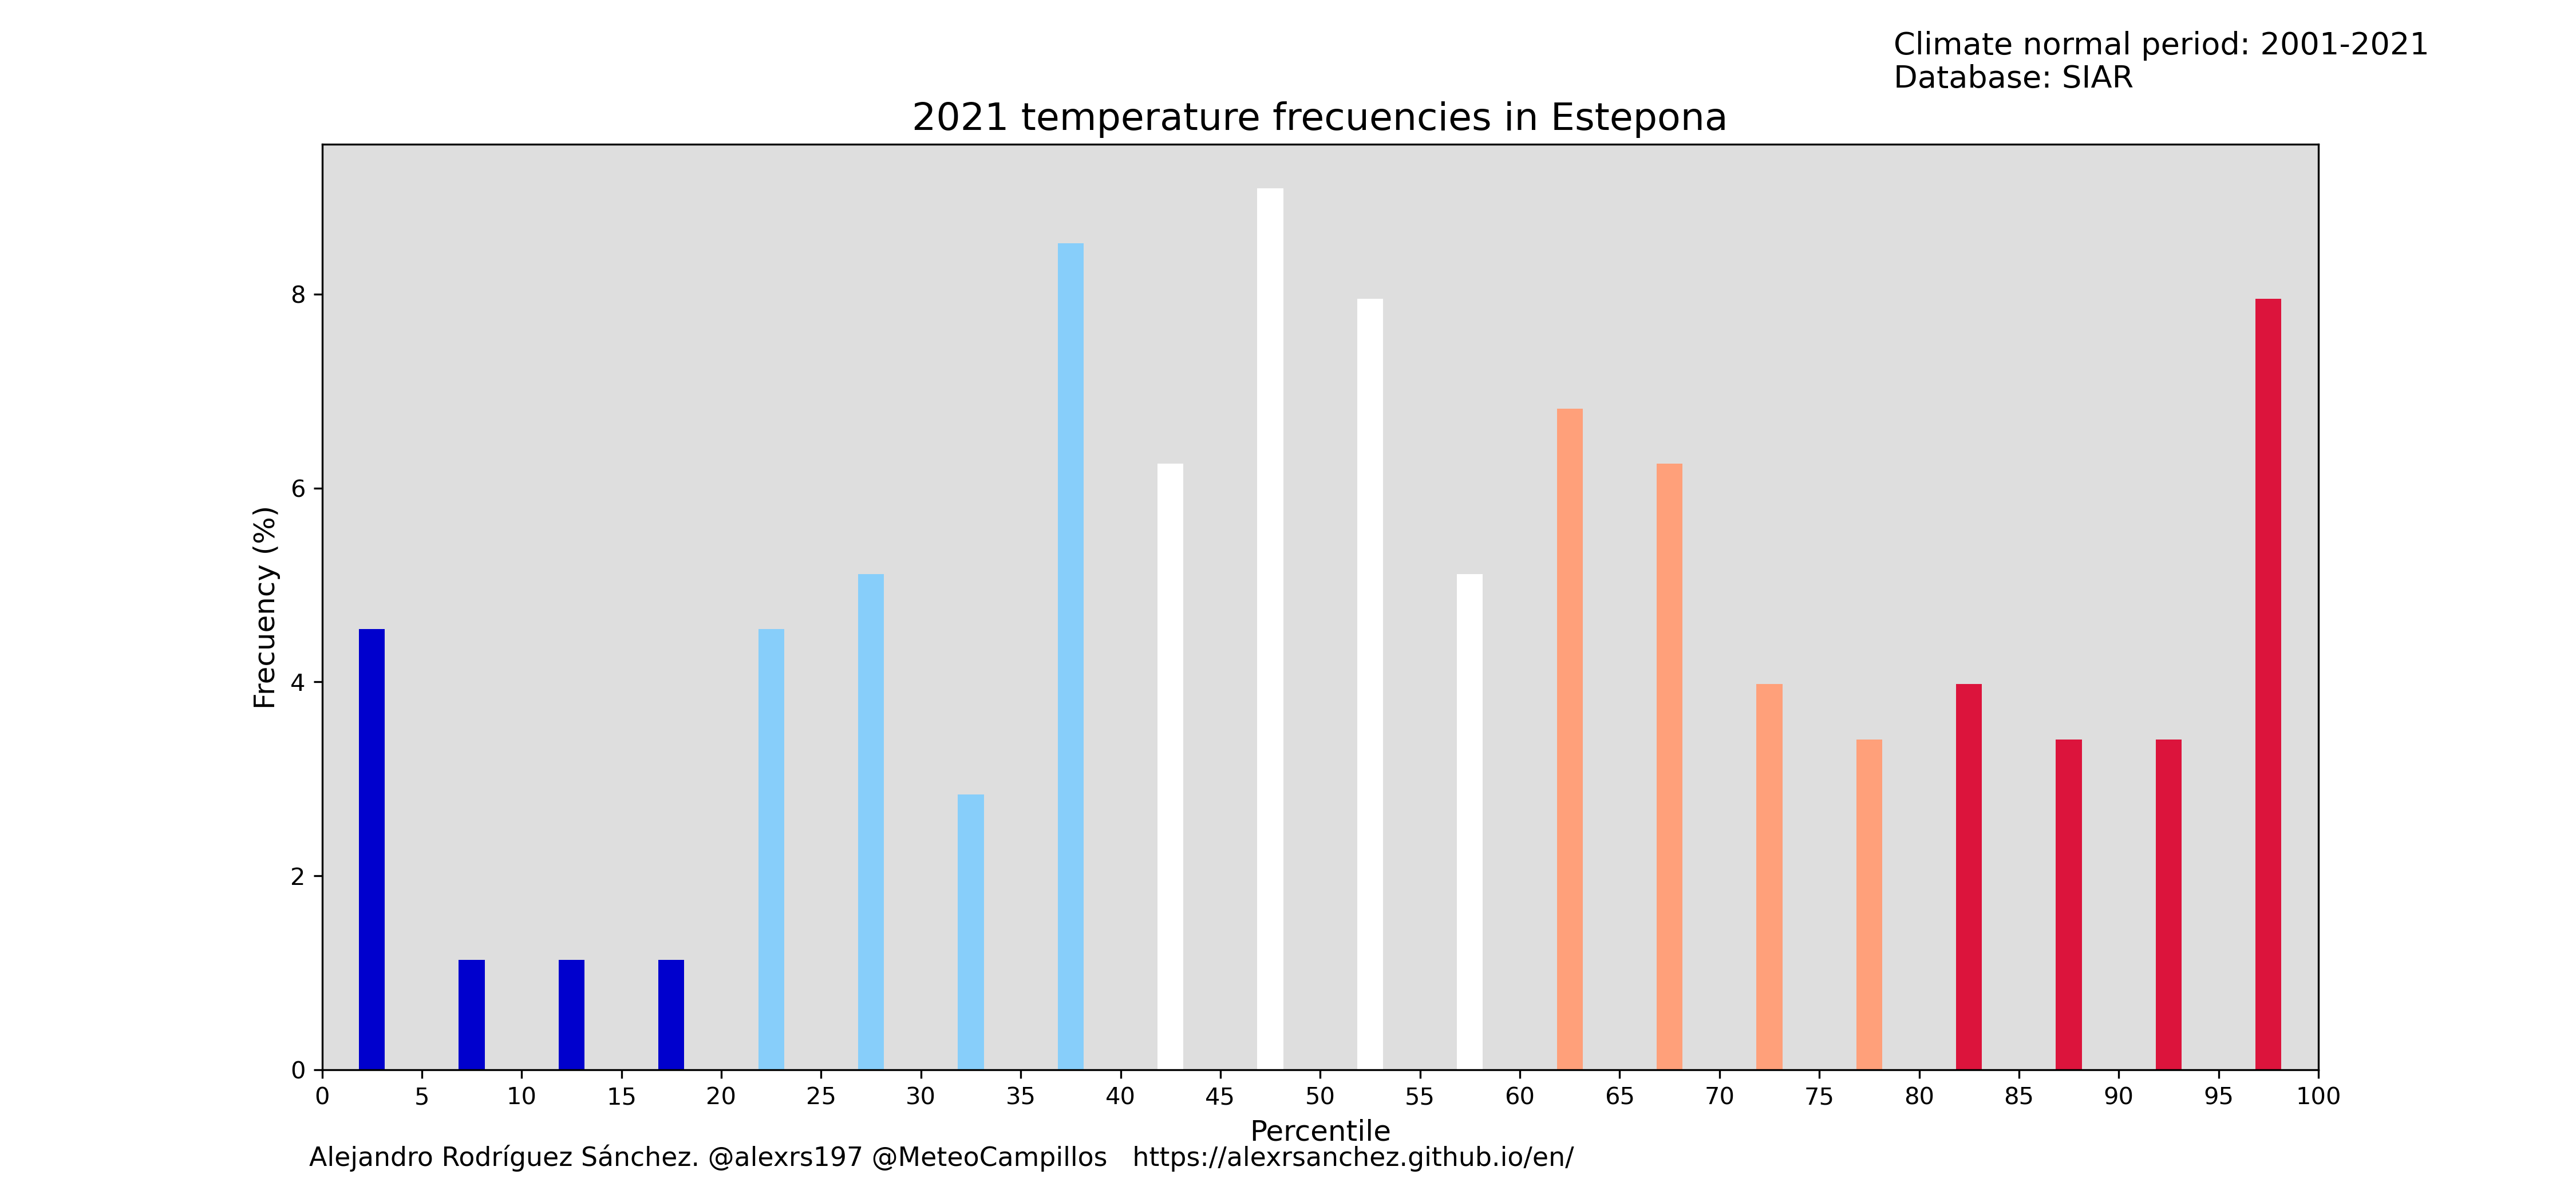 Climate normal period: 2001-2021
Database: SIAR
2021 temperature frecuencies in Estepona
Frecuency (%)
8
6
4
2
0
0 5 10 15 20 25 30 35 40 45 50 55 60 65 70 75 80 85 90 95 100
Percentile
Alejandro Rodríguez Sánchez. @alexrs197 @MeteoCampillos https://alexrsanchez.github.io/en/